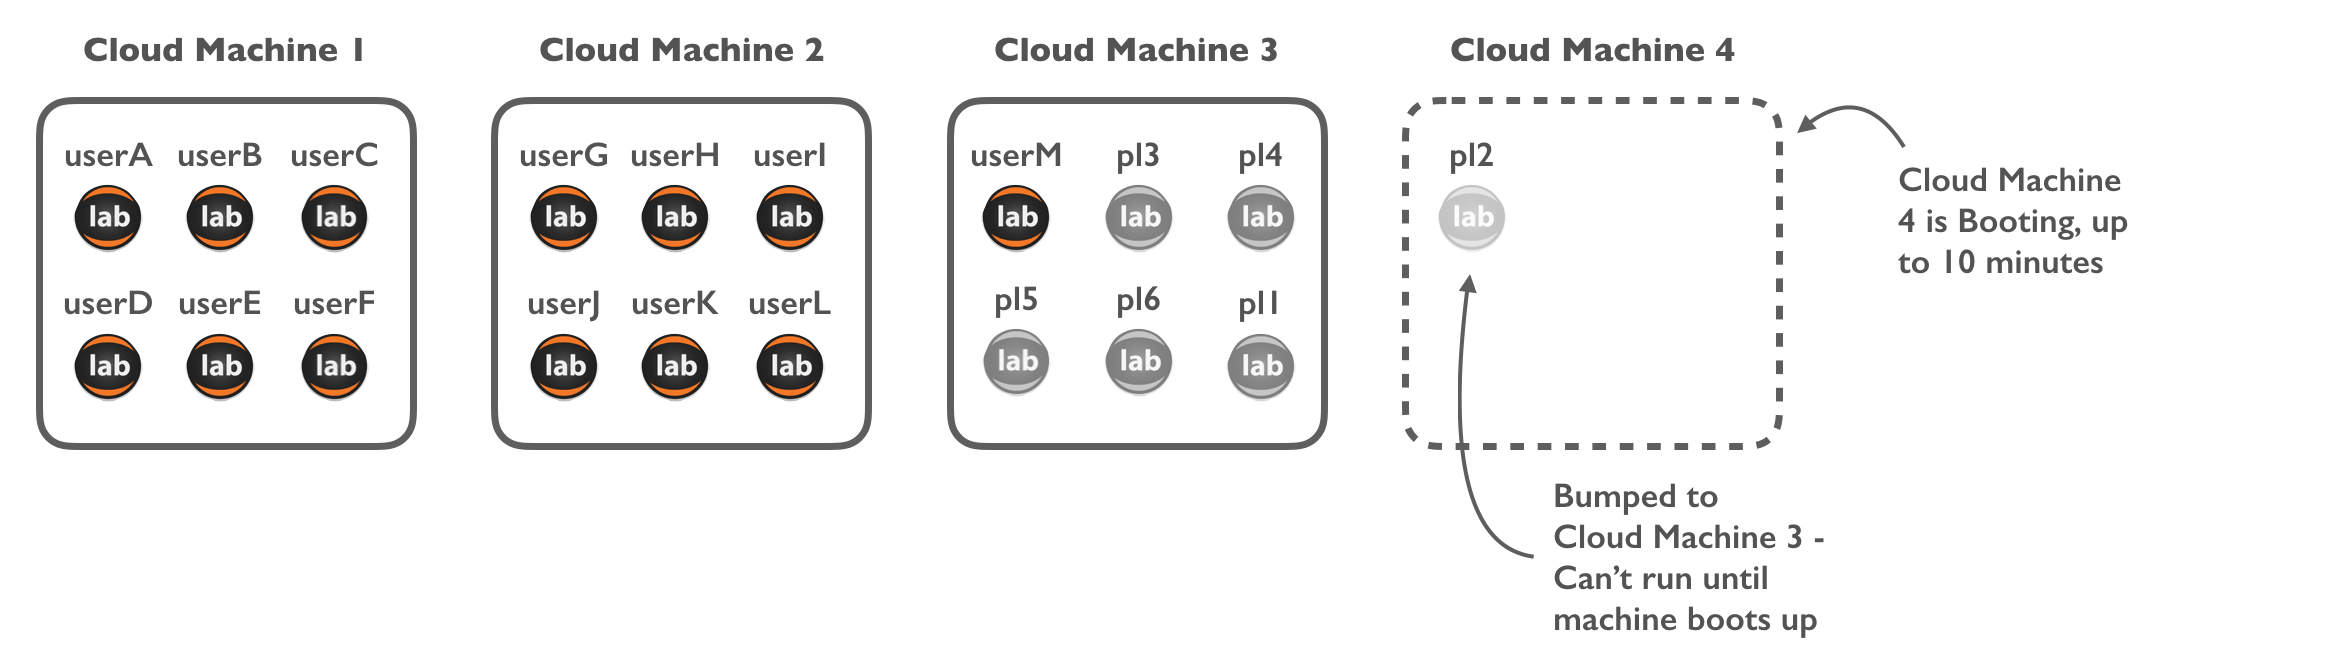 Cloud Machine 1
Cloud Machine 2
Cloud Machine 3
Cloud Machine 4
userA userB userC
lab lab lab
userD userE userF
lab lab lab
userG userH userI
lab lab lab
userJ userK userL
lab lab lab
userM pl3 pl4
lab lab lab
pl5 pl6 pl1
lab lab lab
pl2
lab
Cloud Machine
4 is Booting, up
to 10 minutes
Bumped to
Cloud Machine 3 -
Can’t run until
machine boots up